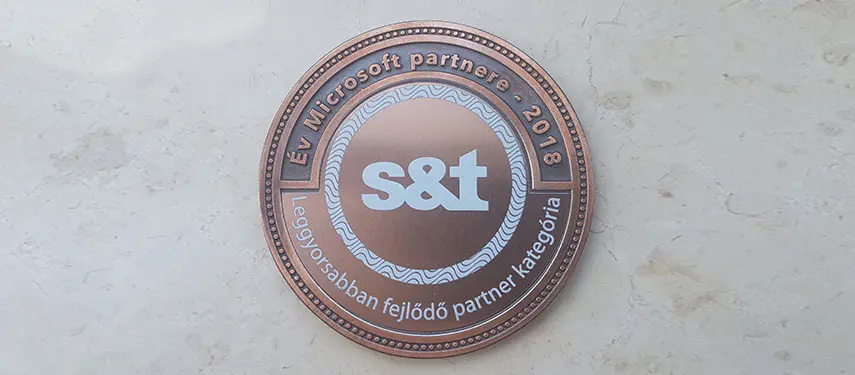 Év Microsoft partnere - 2018
s&t
Leggyorsabban fejlődő partner kategória